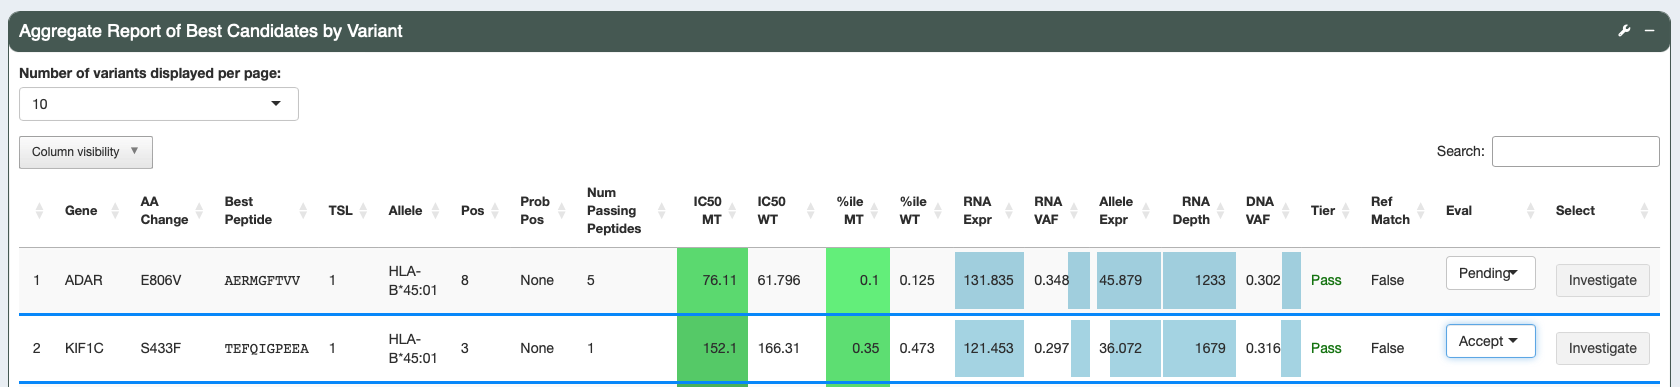 Aggregate Report of Best Candidates by Variant
Number of variants displayed per page:
10
Column visibility
Search:
Gene AA Change Best Peptide TSL Allele Pos Prob Pos Num Passing Peptides IC50 MT IC50 WT %ile MT %ile WT RNA Expr RNA VAF Allele Expr RNA Depth DNA VAF Tier Ref Match Eval Select
1 ADAR E806V AERMGFTVV 1 HLA-B*45:01 8 None 5 76.11 61.796 0.1 0.125 131.835 0.348 45.879 1233 0.302 Pass False Pending Investigate
2 KIF1C S433F TEFQIGPEEA 1 HLA-B*45:01 3 None 1 152.1 166.31 0.35 0.473 121.453 0.297 36.072 1679 0.316 Pass False Accept Investigate